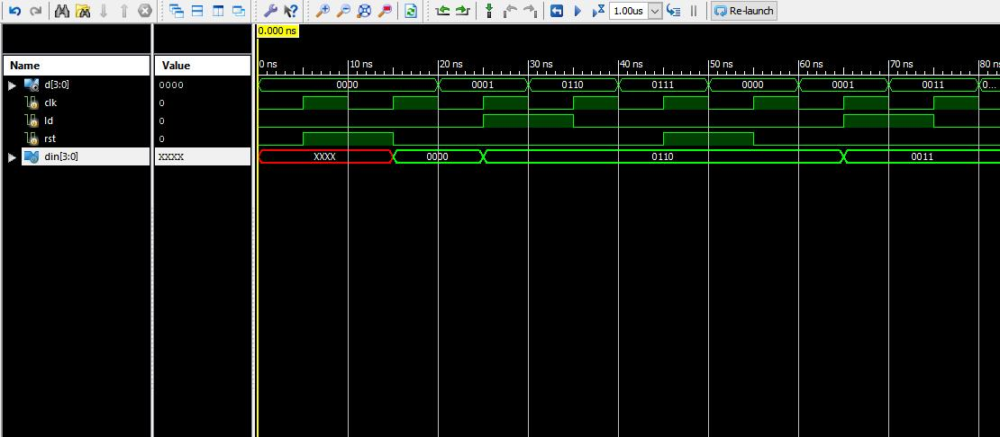 1.00us Re-launch
0.000 ns
Name Value
0 ns 10 ns 20 ns 30 ns 40 ns 50 ns 60 ns 70 ns 80 ns
d[3:0] 0000 0000 0001 0110 0111 0000 0001 0011 0...
clk 0
ld 0
rst 0
din[3:0] XXXX XXXX 0000 0110 0011